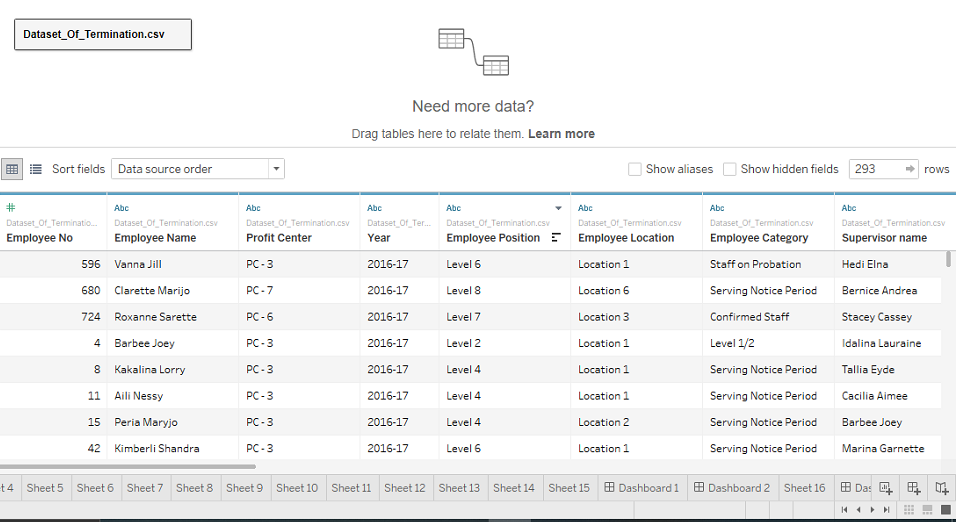 Dataset_Of_Termination.csv
Need more data?
Drag tables here to relate them. Learn more
Sort fields Data source order Show aliases Show hidden fields 293 rows
# Abc Abc Abc Abc Abc Abc Abc
Dataset_Of_Terminatio... Dataset_Of_Termination.csv Dataset_Of_Termination.csv Dataset_Of_Ter... Dataset_Of_Termination.csv Dataset_Of_Termination.csv Dataset_Of_Termination.csv Dataset_Of_Termination.csv
Employee No Employee Name Profit Center Year Employee Position Employee Location Employee Category Supervisor name
596 Vanna Jill PC - 3 2016-17 Level 6 Location 1 Staff on Probation Hedi Elna
680 Clarette Marijo PC - 7 2016-17 Level 8 Location 6 Serving Notice Period Bernice Andrea
724 Roxanne Sarette PC - 6 2016-17 Level 7 Location 3 Confirmed Staff Stacey Cassey
4 Barbee Joey PC - 3 2016-17 Level 2 Location 1 Level 1/2 Idalina Lauraine
8 Kakalina Lorry PC - 3 2016-17 Level 4 Location 1 Serving Notice Period Tallia Eyde
11 Aili Nessy PC - 3 2016-17 Level 4 Location 1 Serving Notice Period Cacilia Aimee
15 Peria Maryjo PC - 3 2016-17 Level 4 Location 2 Serving Notice Period Barbee Joey
42 Kimberli Shandra PC - 3 2016-17 Level 6 Location 1 Serving Notice Period Marina Garnette
et 4 Sheet 5 Sheet 6 Sheet 7 Sheet 8 Sheet 9 Sheet 10 Sheet 11 Sheet 12 Sheet 13 Sheet 14 Sheet 15 Dashboard 1 Dashboard 2 Sheet 16 Das